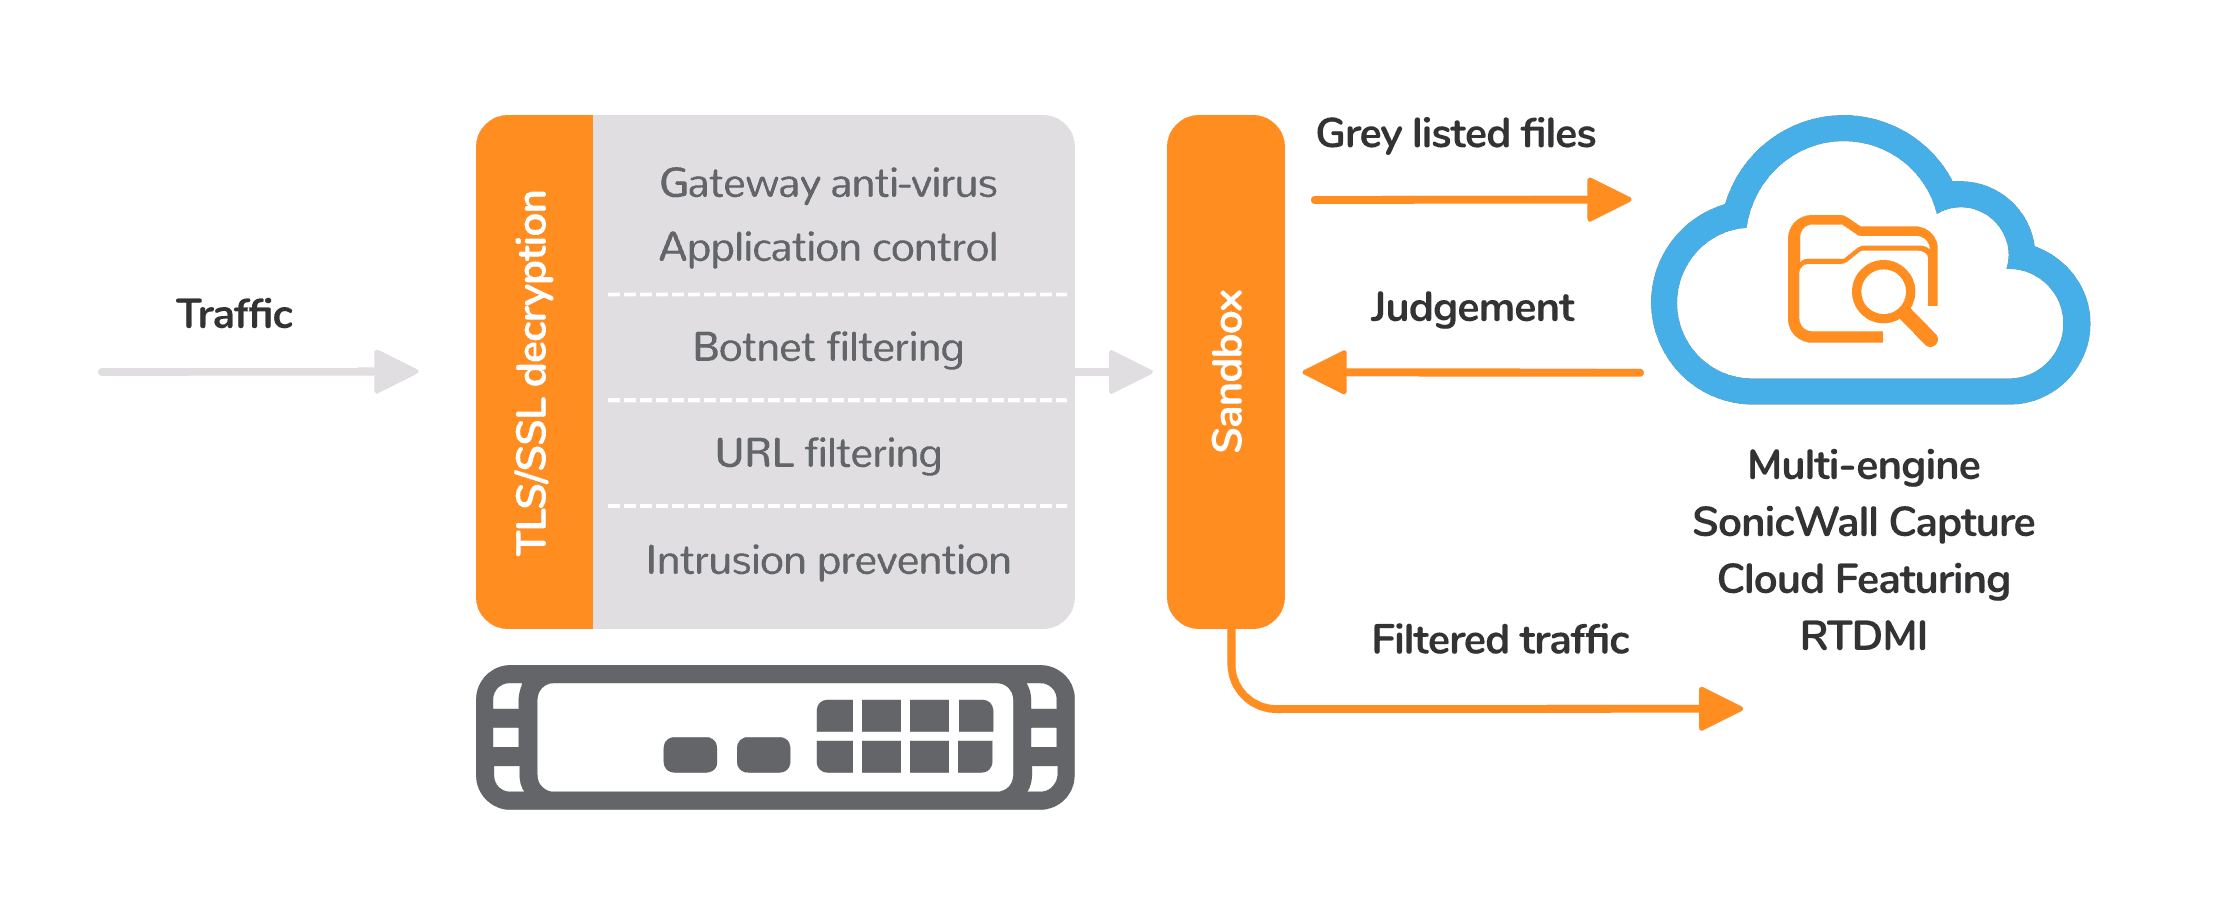 Traffic
TLS/SSL decryption
Gateway anti-virus
Application control
Botnet filtering
URL filtering
Intrusion prevention
Sandbox
Grey listed files
Judgement
Multi-engine
SonicWall Capture
Cloud Featuring
RTDMI
Filtered traffic